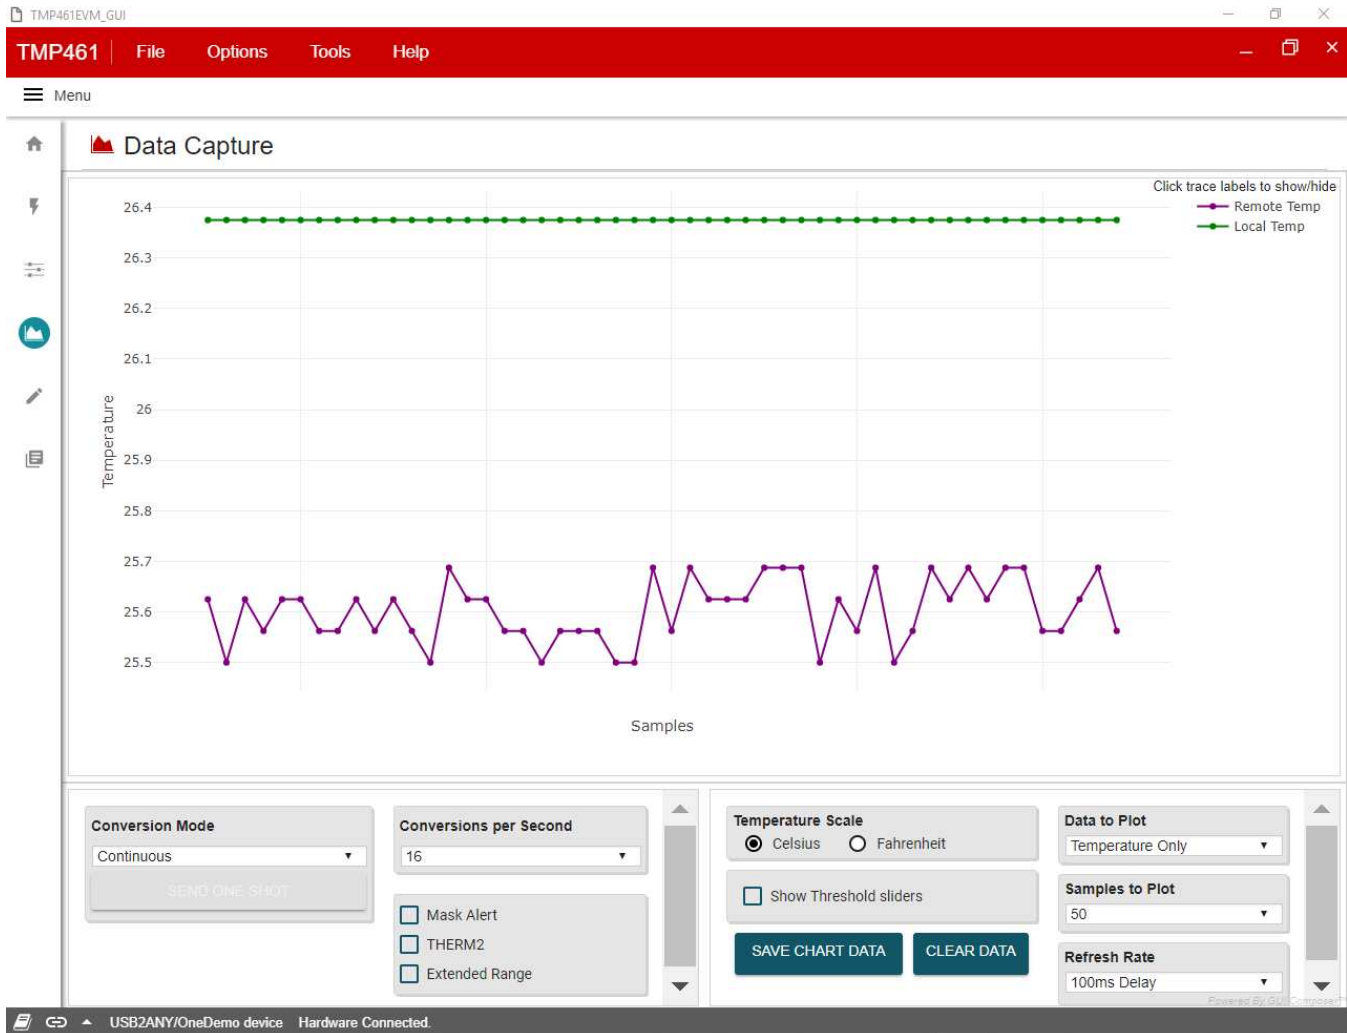 TMP461EVM_GUI
TMP461 File Options Tools Help
Menu
Data Capture
Click trace labels to show/hide
Remote Temp
Local Temp
26.4
26.3
26.2
26.1
26
25.9
25.8
25.7
25.6
25.5
Temperature
Samples
Conversion Mode
Continuous
SEND ONE SHOT
Conversions per Second
16
Mask Alert
THERM2
Extended Range
Temperature Scale
Celsius Fahrenheit
Show Threshold sliders
SAVE CHART DATA CLEAR DATA
Data to Plot
Temperature Only
Samples to Plot
50
Refresh Rate
100ms Delay
Powered By GUI Composer
USB2ANY/OneDemo device Hardware Connected.